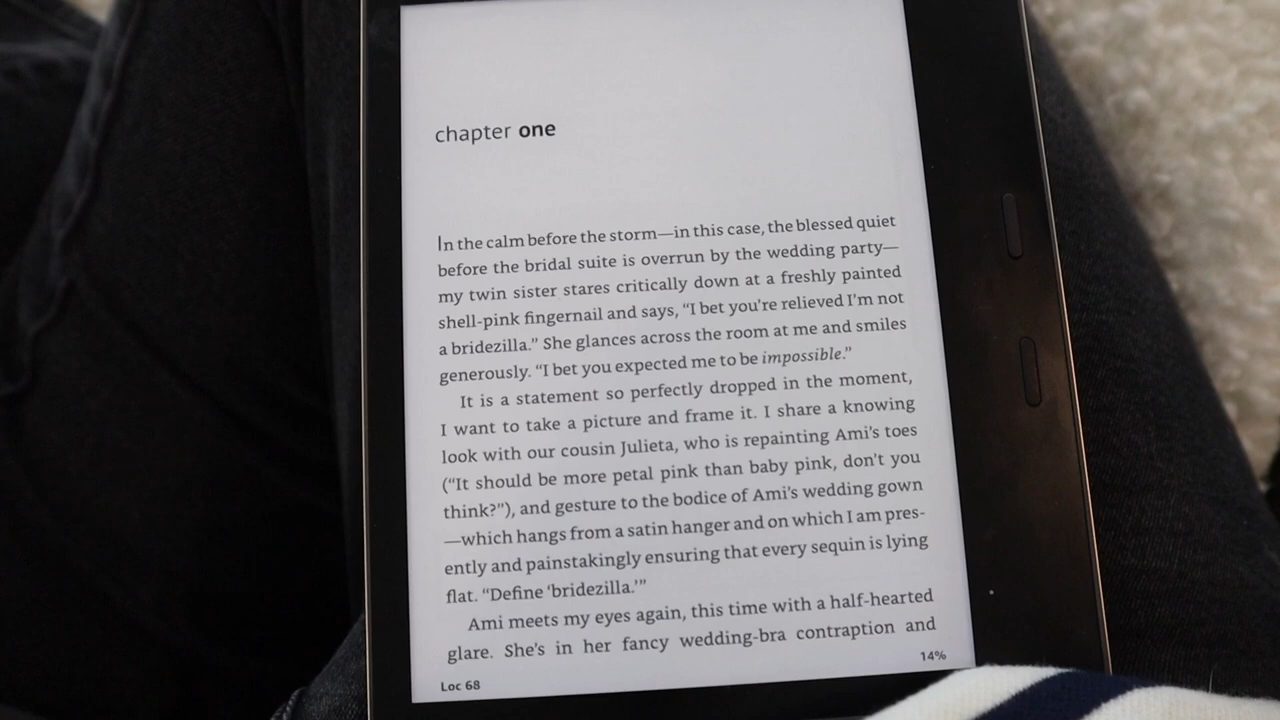 chapter one
In the calm before the storm—in this case, the blessed quiet
before the bridal suite is overrun by the wedding party—
my twin sister stares critically down at a freshly painted
shell-pink fingernail and says, “I bet you’re relieved I’m not
a bridezilla.” She glances across the room at me and smiles
generously. “I bet you expected me to be impossible.”
It is a statement so perfectly dropped in the moment,
I want to take a picture and frame it. I share a knowing
look with our cousin Julieta, who is repainting Ami’s toes
(“It should be more petal pink than baby pink, don’t you
think?”), and gesture to the bodice of Ami’s wedding gown
—which hangs from a satin hanger and on which I am pres-
ently and painstakingly ensuring that every sequin is lying
flat. “Define ‘bridezilla.’”
Ami meets my eyes again, this time with a half-hearted
glare. She’s in her fancy wedding-bra contraption and
Loc 68
14%